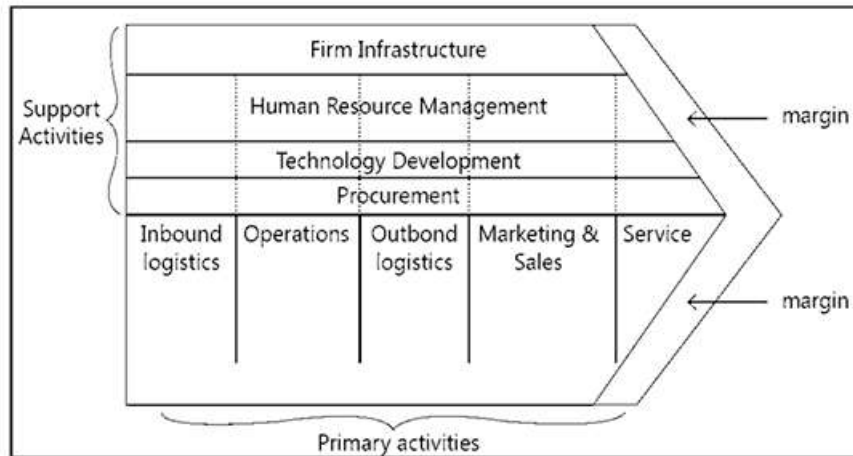 Firm Infrastructure
Support
Activities
Human Resource Management
margin
Technology Development
Procurement
Inbound
logistics
Operations
Outbond
logistics
Marketing &
Sales
Service
margin
Primary activities